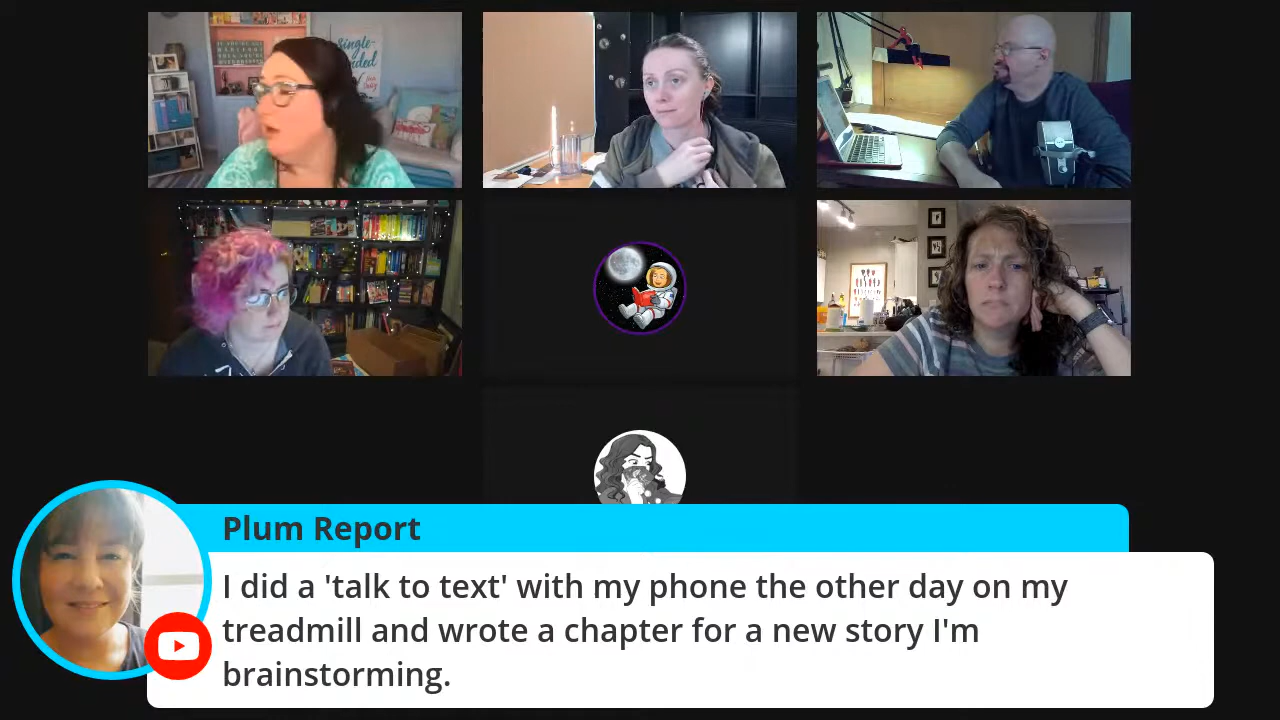 single-
Plum Report
I did a 'talk to text' with my phone the other day on my
treadmill and wrote a chapter for a new story I'm
brainstorming.